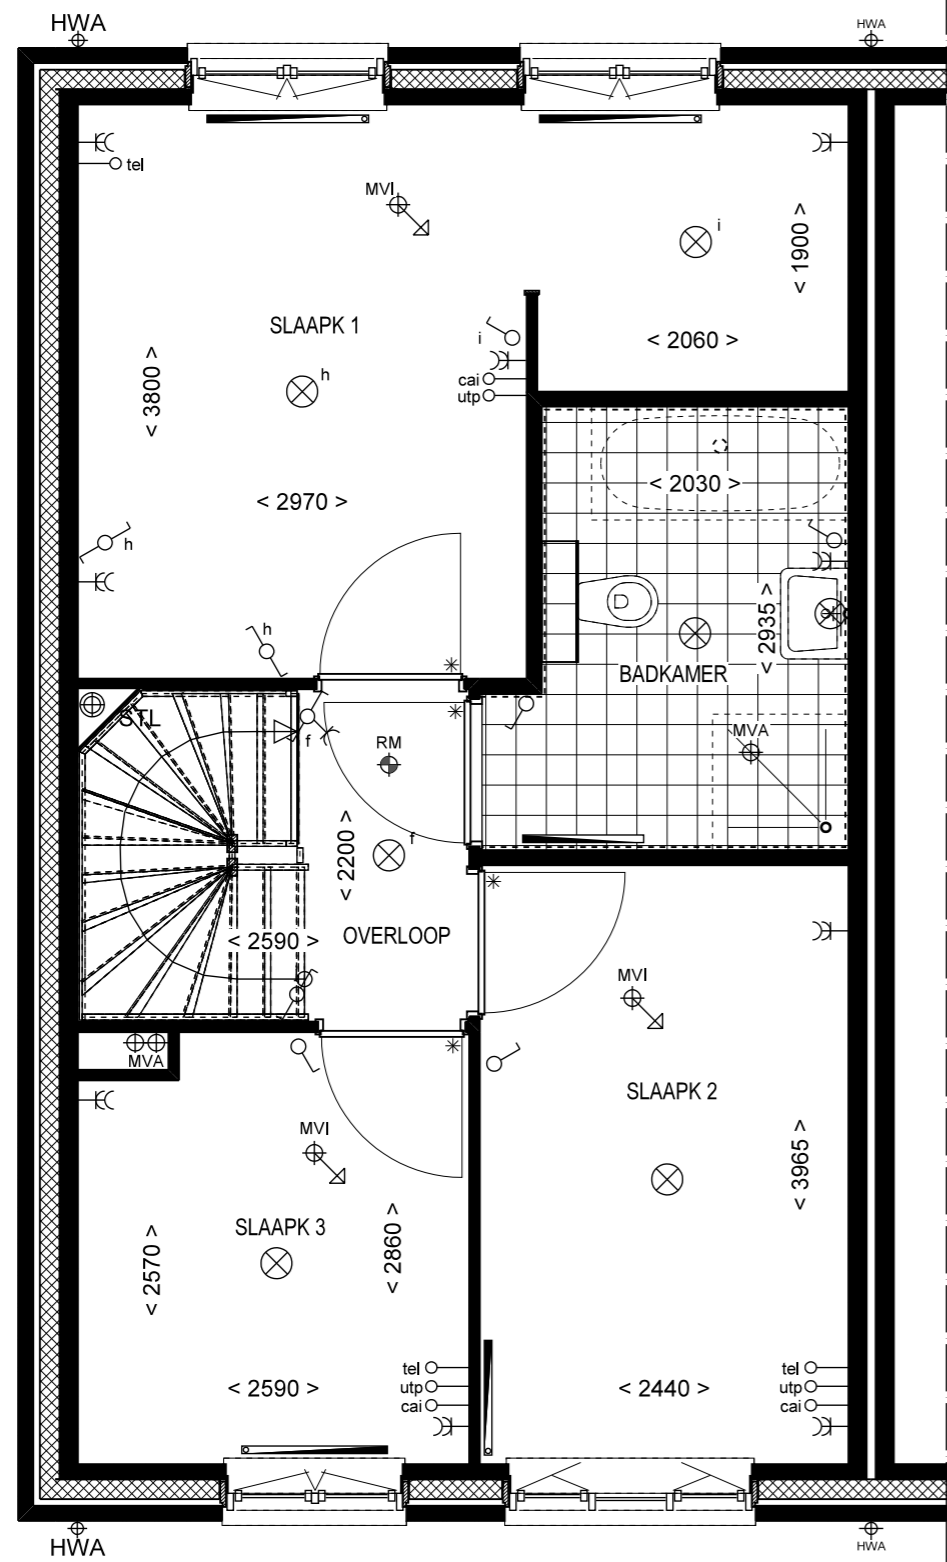 HWA
HWA
tel
MVI
i
< 1900 >
SLAAPK 1
i
< 2060 >
h
cai
utp
< 3800 >
< 2970 >
< 2030 >
h
h
< 2935 >
BADKAMER
STL
f
RM
MVA
< 2200 >
f
< 2590 >
OVERLOOP
MVI
MVA
SLAAPK 2
MVI
< 3965 >
SLAAPK 3
< 2570 >
< 2860 >
tel
utp
cai
tel
utp
cai
< 2590 >
< 2440 >
HWA
HWA